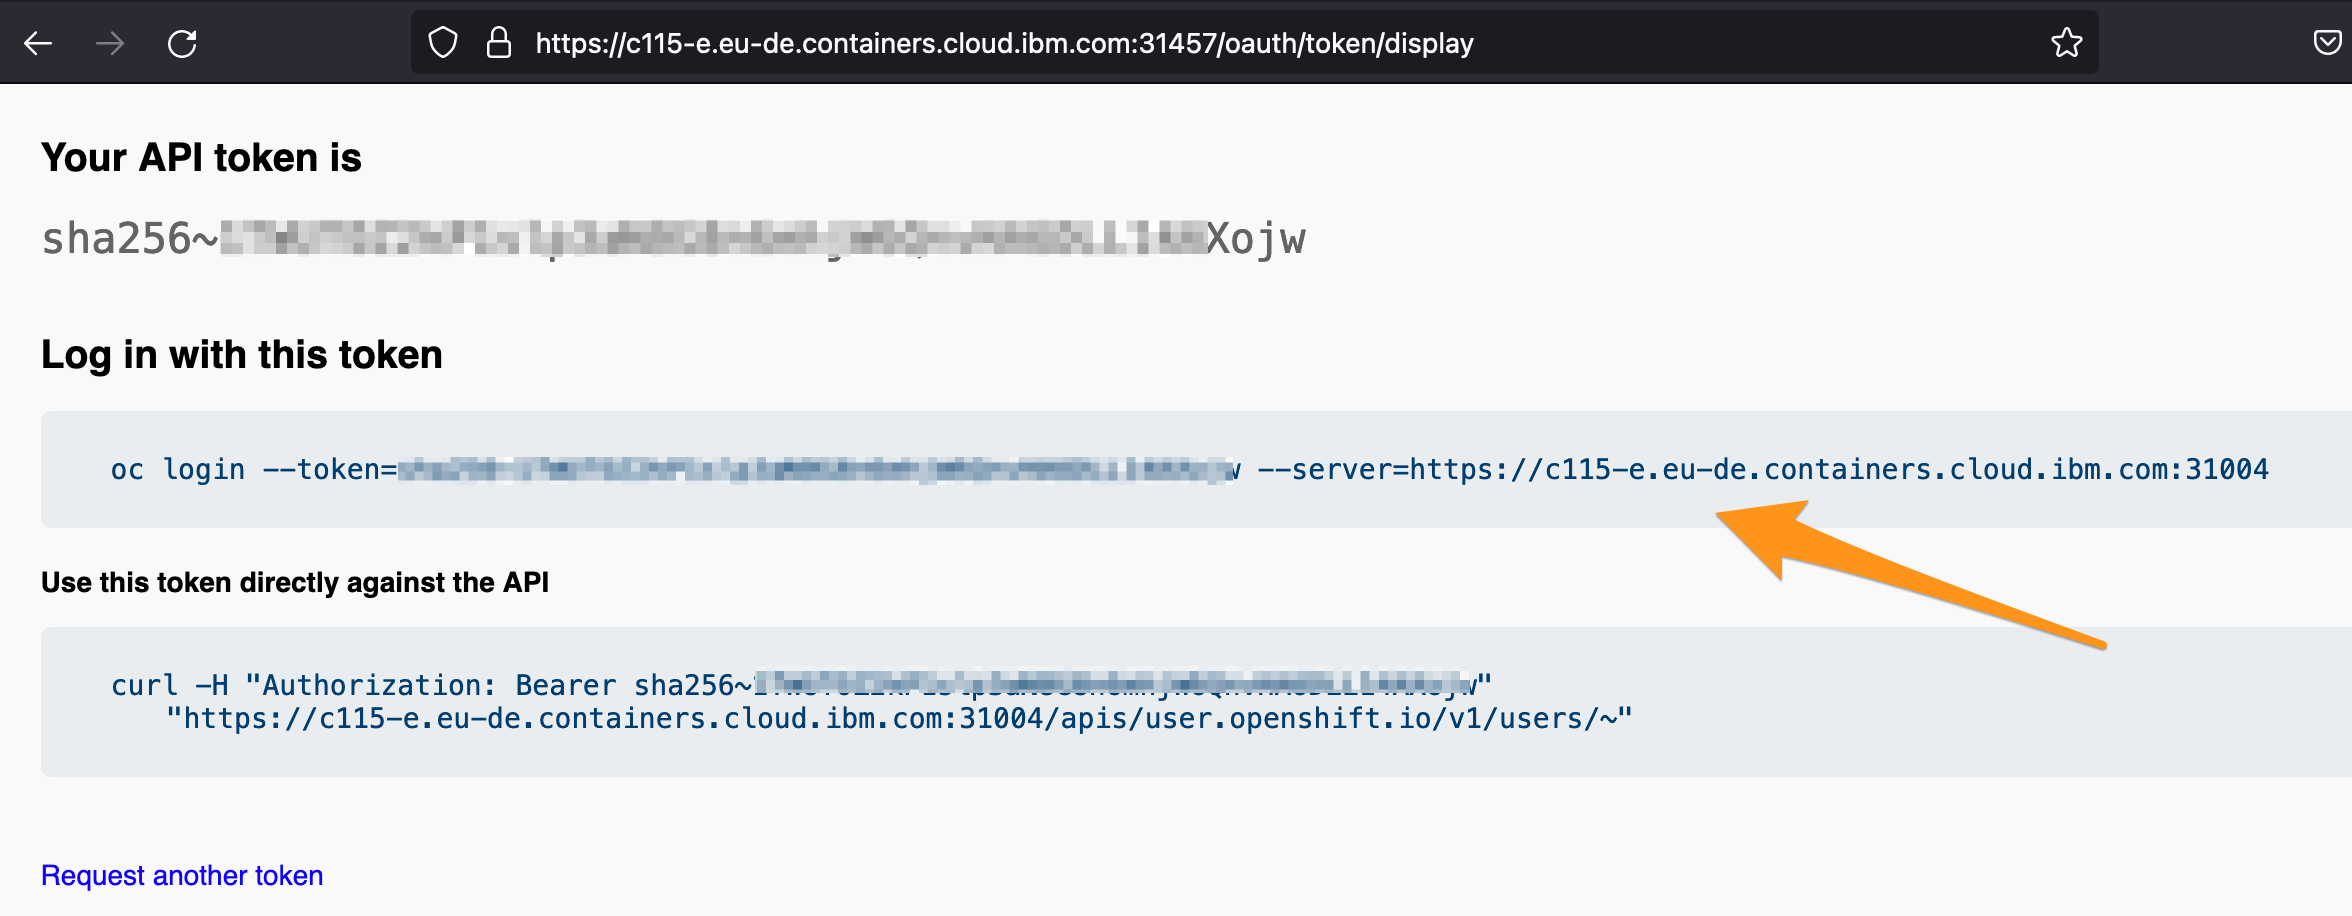 https://c115-e.eu-de.containers.cloud.ibm.com:31457/oauth/token/display
Your API token is
sha256~ Xojw
Log in with this token
oc login --token= --server=https://c115-e.eu-de.containers.cloud.ibm.com:31004
Use this token directly against the API
curl -H "Authorization: Bearer sha256~ "
"https://c115-e.eu-de.containers.cloud.ibm.com:31004/apis/user.openshift.io/v1/users/~"
Request another token